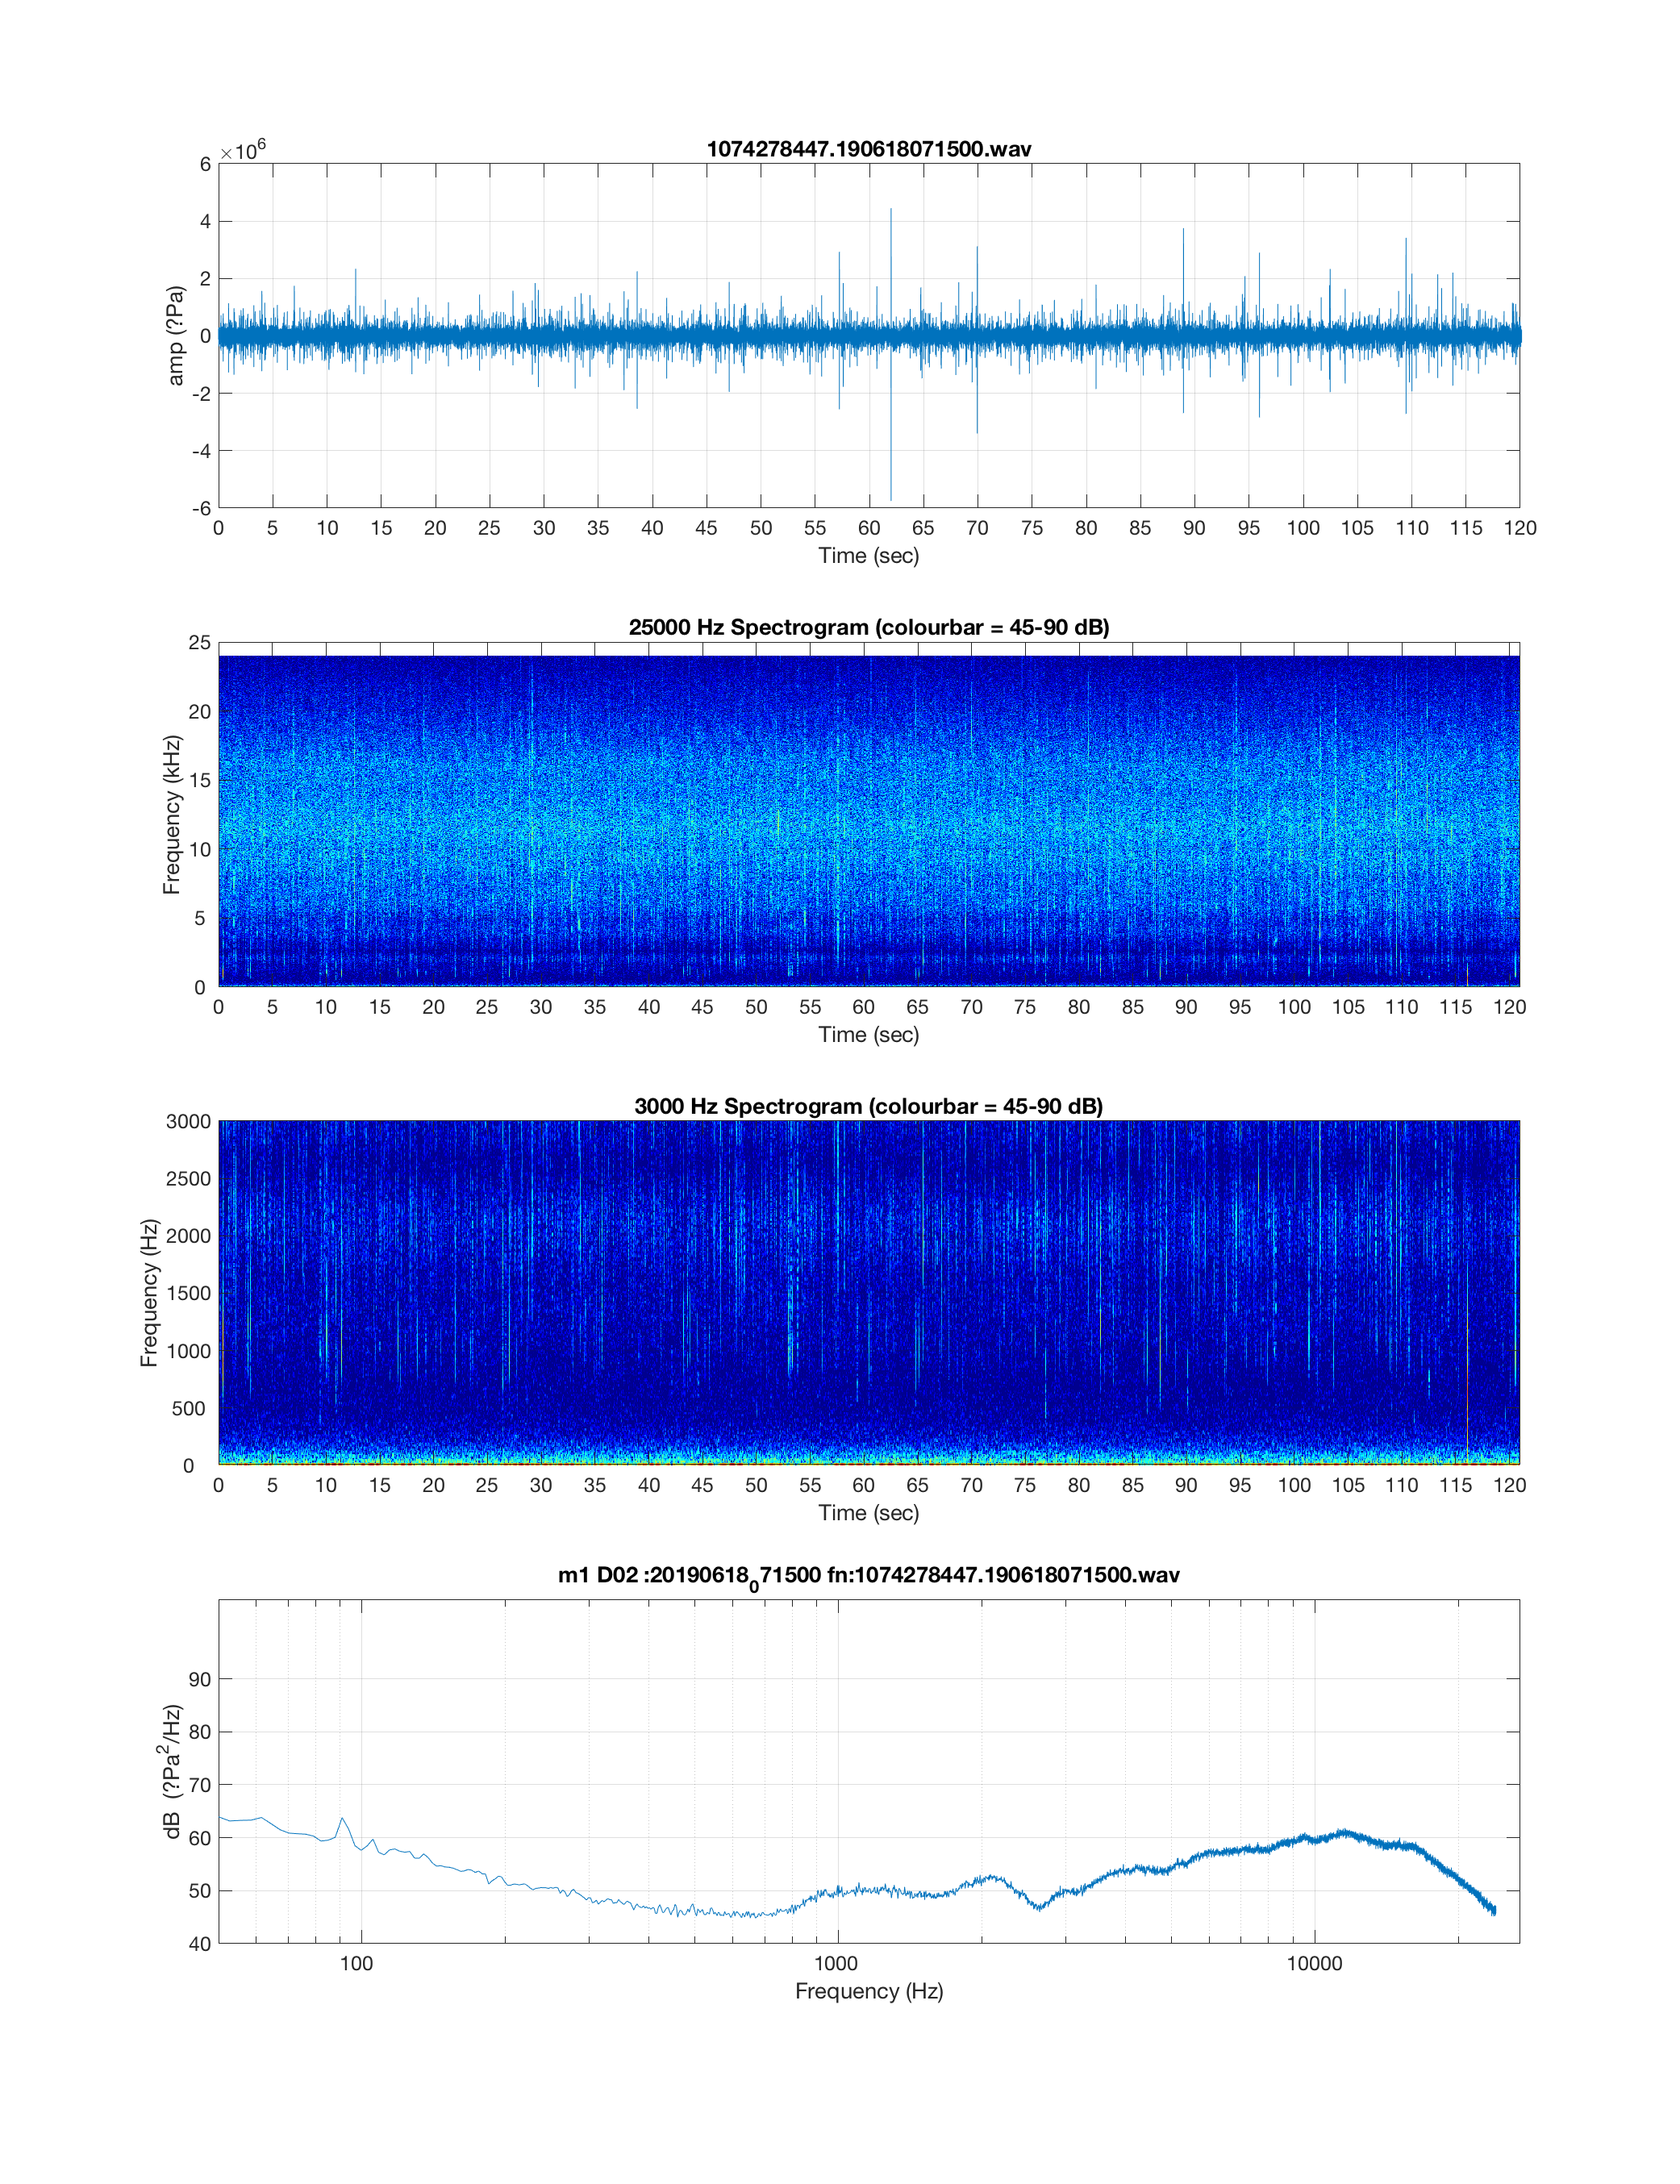 1074278447.190618071500.wav
×10⁶
6
4
2
0
-2
-4
-6
amp (?Pa)
0 5 10 15 20 25 30 35 40 45 50 55 60 65 70 75 80 85 90 95 100 105 110 115 120
Time (sec)
25000 Hz Spectrogram (colourbar = 45-90 dB)
25
20
15
10
5
0
Frequency (kHz)
0 5 10 15 20 25 30 35 40 45 50 55 60 65 70 75 80 85 90 95 100 105 110 115 120
Time (sec)
3000 Hz Spectrogram (colourbar = 45-90 dB)
3000
2500
2000
1500
1000
500
0
Frequency (Hz)
0 5 10 15 20 25 30 35 40 45 50 55 60 65 70 75 80 85 90 95 100 105 110 115 120
Time (sec)
m1 D02 :20190618₀71500 fn:1074278447.190618071500.wav
90
80
70
60
50
40
dB (?Pa²/Hz)
100 1000 10000
Frequency (Hz)